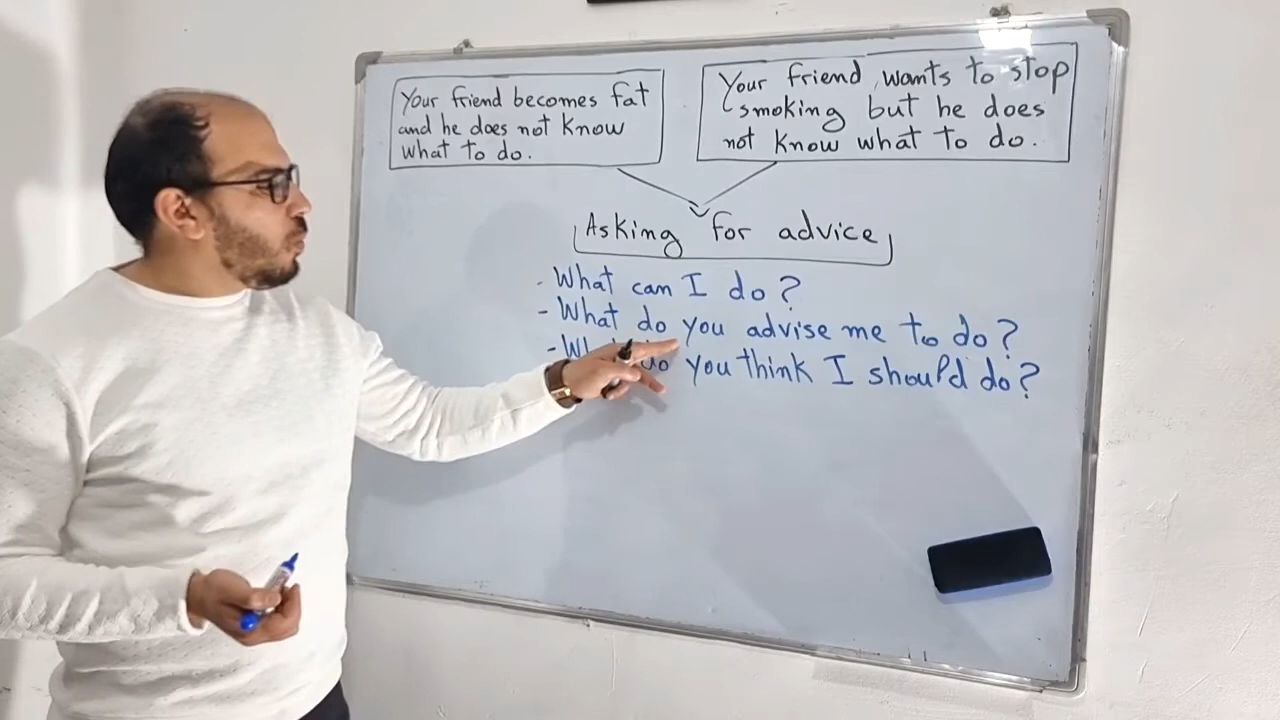 Your friend becomes fat
and he does not know
what to do.
Your friend wants to stop
smoking but he does
not know what to do.
Asking for advice
- What can I do?
- What do you advise me to do?
- do you think I should do?